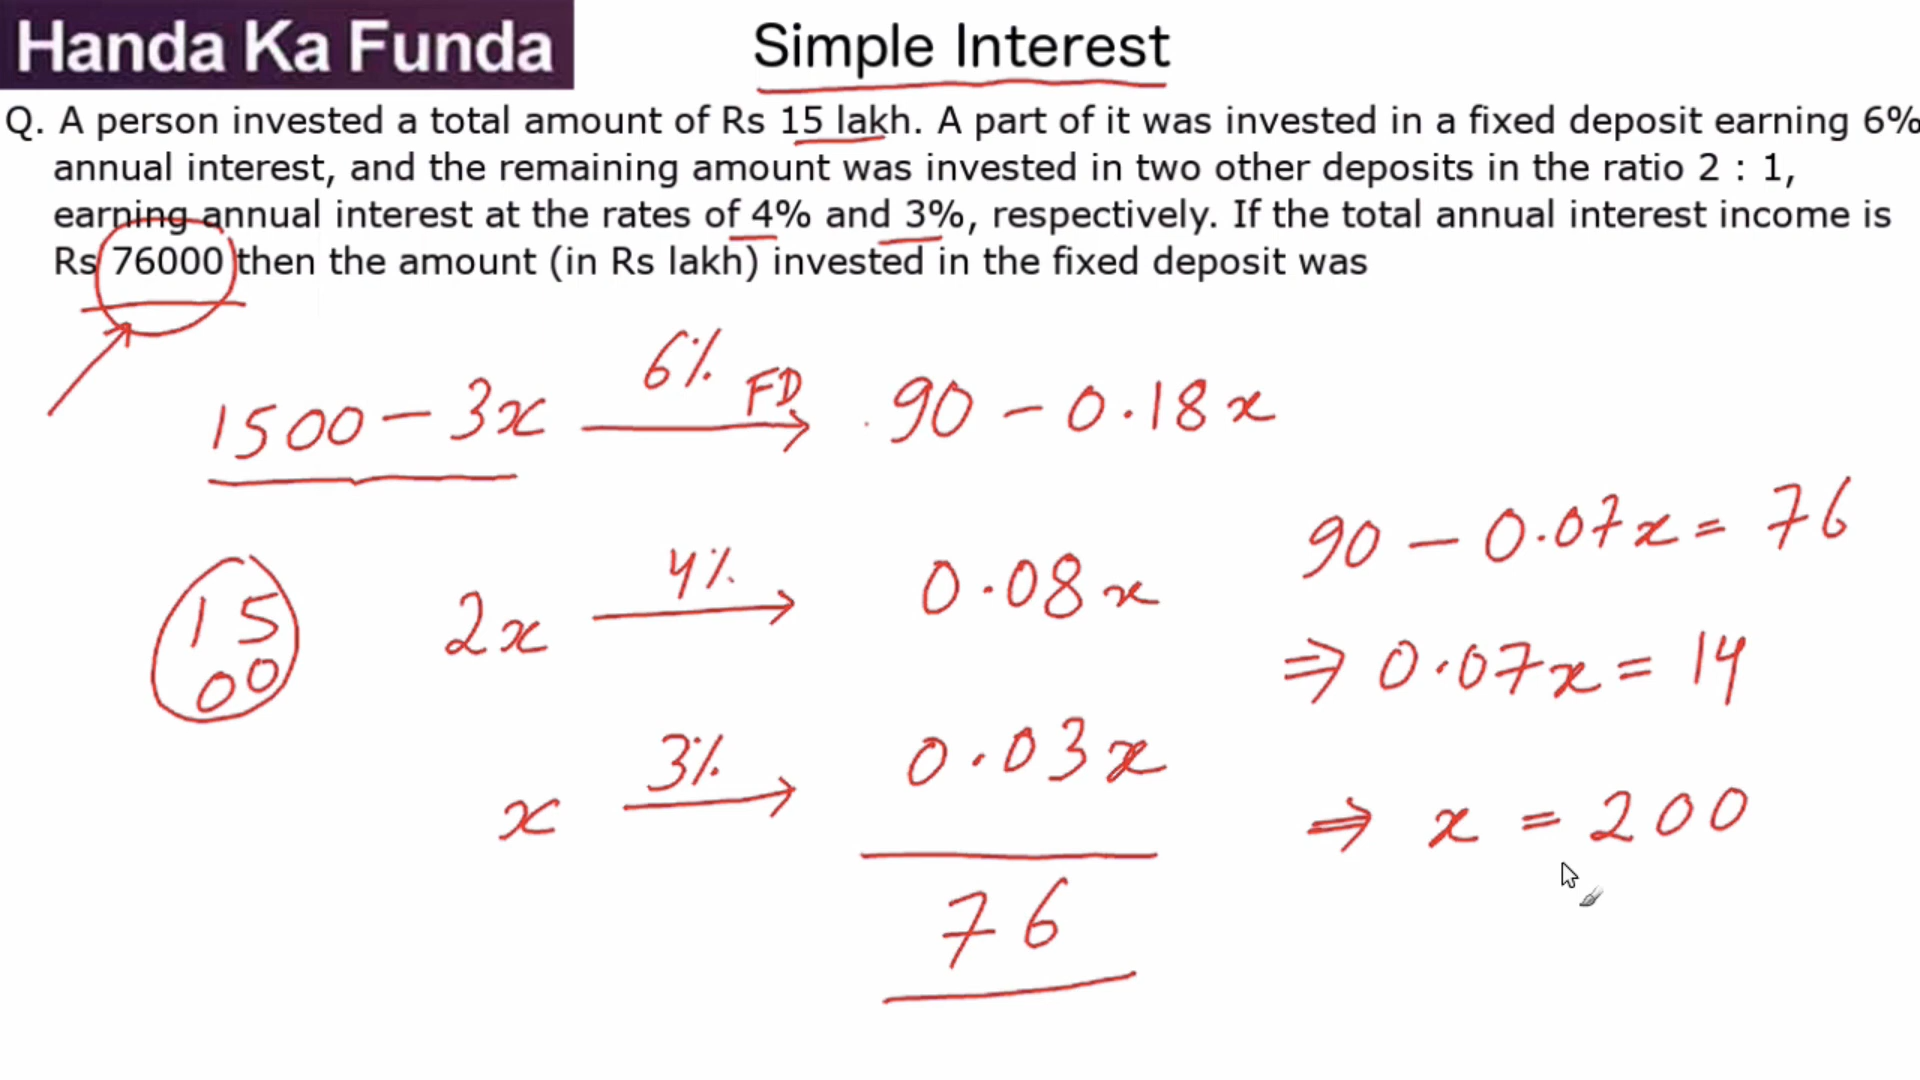 Handa Ka Funda
Simple Interest
Q. A person invested a total amount of Rs 15 lakh. A part of it was invested in a fixed deposit earning 6%
annual interest, and the remaining amount was invested in two other deposits in the ratio 2 : 1,
earning annual interest at the rates of 4% and 3%, respectively. If the total annual interest income is
Rs 76000 then the amount (in Rs lakh) invested in the fixed deposit was
1500 - 3x 6% FD 90 - 0.18x
90 - 0.07x = 76
15
00
2x 4% 0.08x
⇒ 0.07x = 14
x 3% 0.03x
⇒ x = 200
76